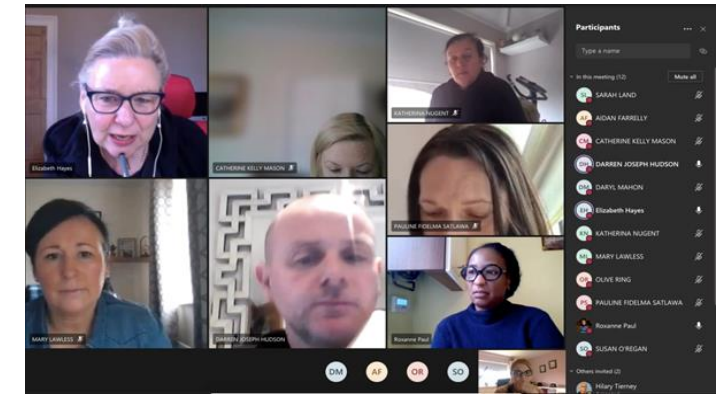 Elizabeth Hayes
CATHERINE KELLY MASON
KATHERINA NUGENT
PAULINE FIDELMA SATLAWA
MARY LAWLESS
DARREN JOSEPH HUDSON
Roxanne Paul
DM
AF
OR
SO
Participants
Type a name
In this meeting (12)
Mute all
SL SARAH LAND
AF AIDAN FARRELLY
CM CATHERINE KELLY MASON
DH DARREN JOSEPH HUDSON
DM DARYL MAHON
EH Elizabeth Hayes
KN KATHERINA NUGENT
ML MARY LAWLESS
OR OLIVE RING
PS PAULINE FIDELMA SATLAWA
Roxanne Paul
SO SUSAN O'REGAN
Others invited (2)
Hilary Tierney